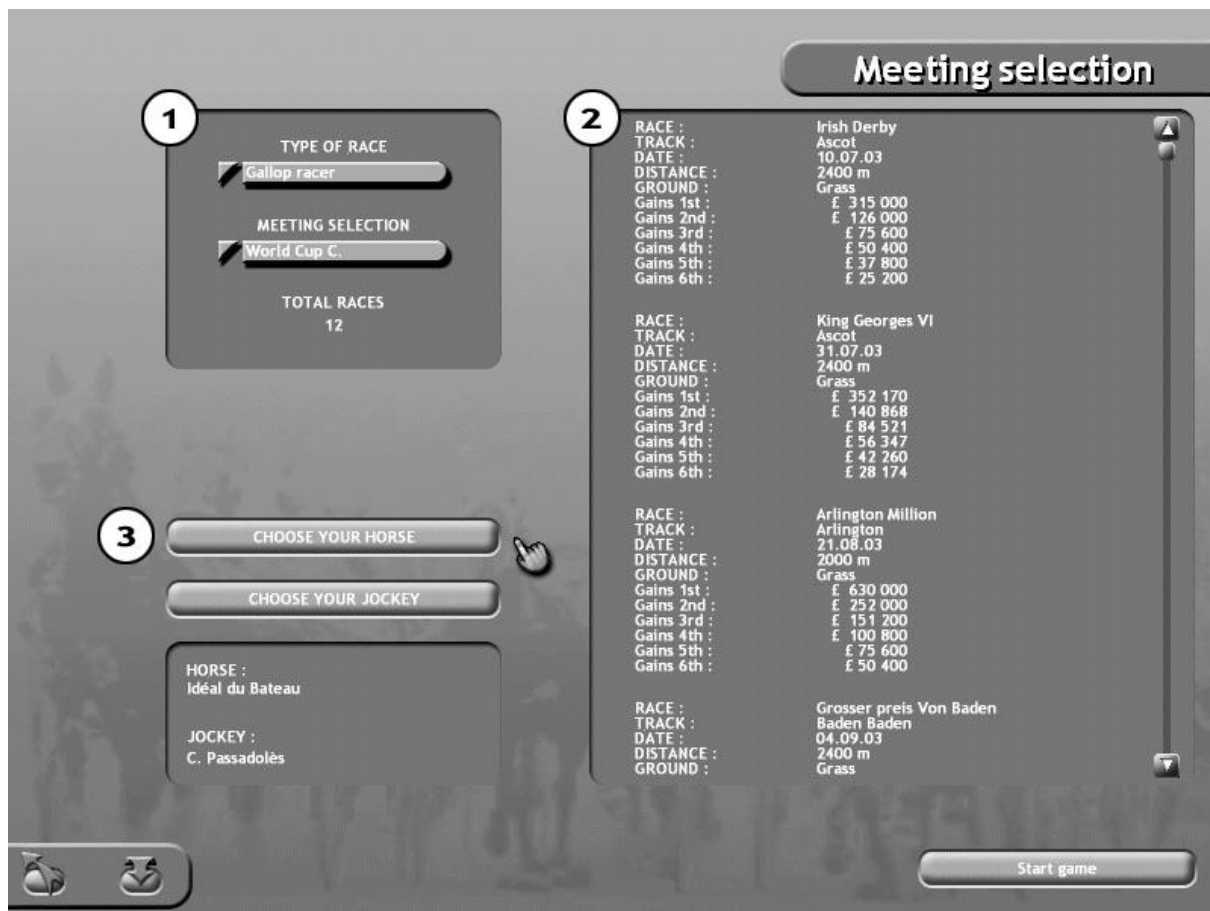 Meeting selection
1
TYPE OF RACE
Gallop racer
MEETING SELECTION
World Cup C.
TOTAL RACES
12
2
RACE : Irish Derby
TRACK : Ascot
DATE : 10.07.03
DISTANCE : 2400 m
GROUND : Grass
Gains 1st : £ 315 000
Gains 2nd : £ 126 000
Gains 3rd : £ 75 600
Gains 4th : £ 50 400
Gains 5th : £ 37 800
Gains 6th : £ 25 200
RACE : King Georges VI
TRACK : Ascot
DATE : 31.07.03
DISTANCE : 2400 m
GROUND : Grass
Gains 1st : £ 352 170
Gains 2nd : £ 140 868
Gains 3rd : £ 84 521
Gains 4th : £ 56 347
Gains 5th : £ 42 260
Gains 6th : £ 28 174
RACE : Arlington Million
TRACK : Arlington
DATE : 21.08.03
DISTANCE : 2000 m
GROUND : Grass
Gains 1st : £ 630 000
Gains 2nd : £ 252 000
Gains 3rd : £ 151 200
Gains 4th : £ 100 800
Gains 5th : £ 75 600
Gains 6th : £ 50 400
RACE : Grosser preis Von Baden
TRACK : Baden Baden
DATE : 04.09.03
DISTANCE : 2400 m
GROUND : Grass
3
CHOOSE YOUR HORSE
CHOOSE YOUR JOCKEY
HORSE :
Idéal du Bateau
JOCKEY :
C. Passadolès
Start game